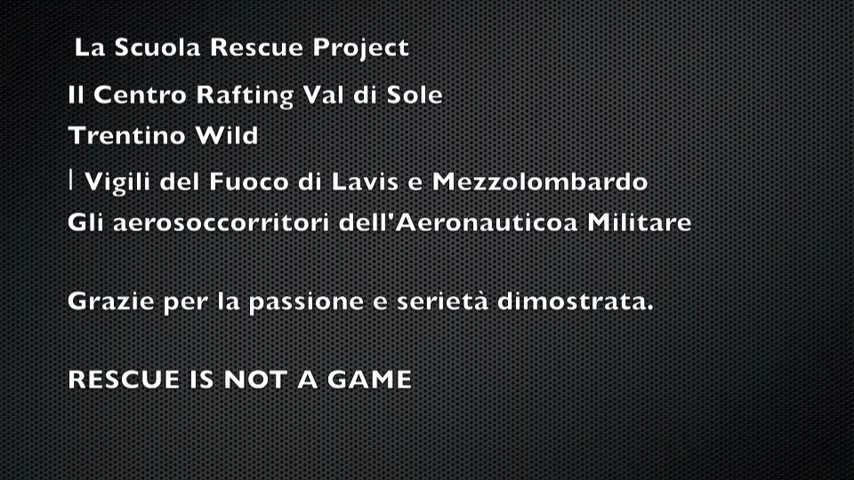 La Scuola Rescue Project
Il Centro Rafting Val di Sole
Trentino Wild
I Vigili del Fuoco di Lavis e Mezzolombardo
Gli aerosoccorritori dell'Aeronauticoa Militare
Grazie per la passione e serietà dimostrata.
RESCUE IS NOT A GAME